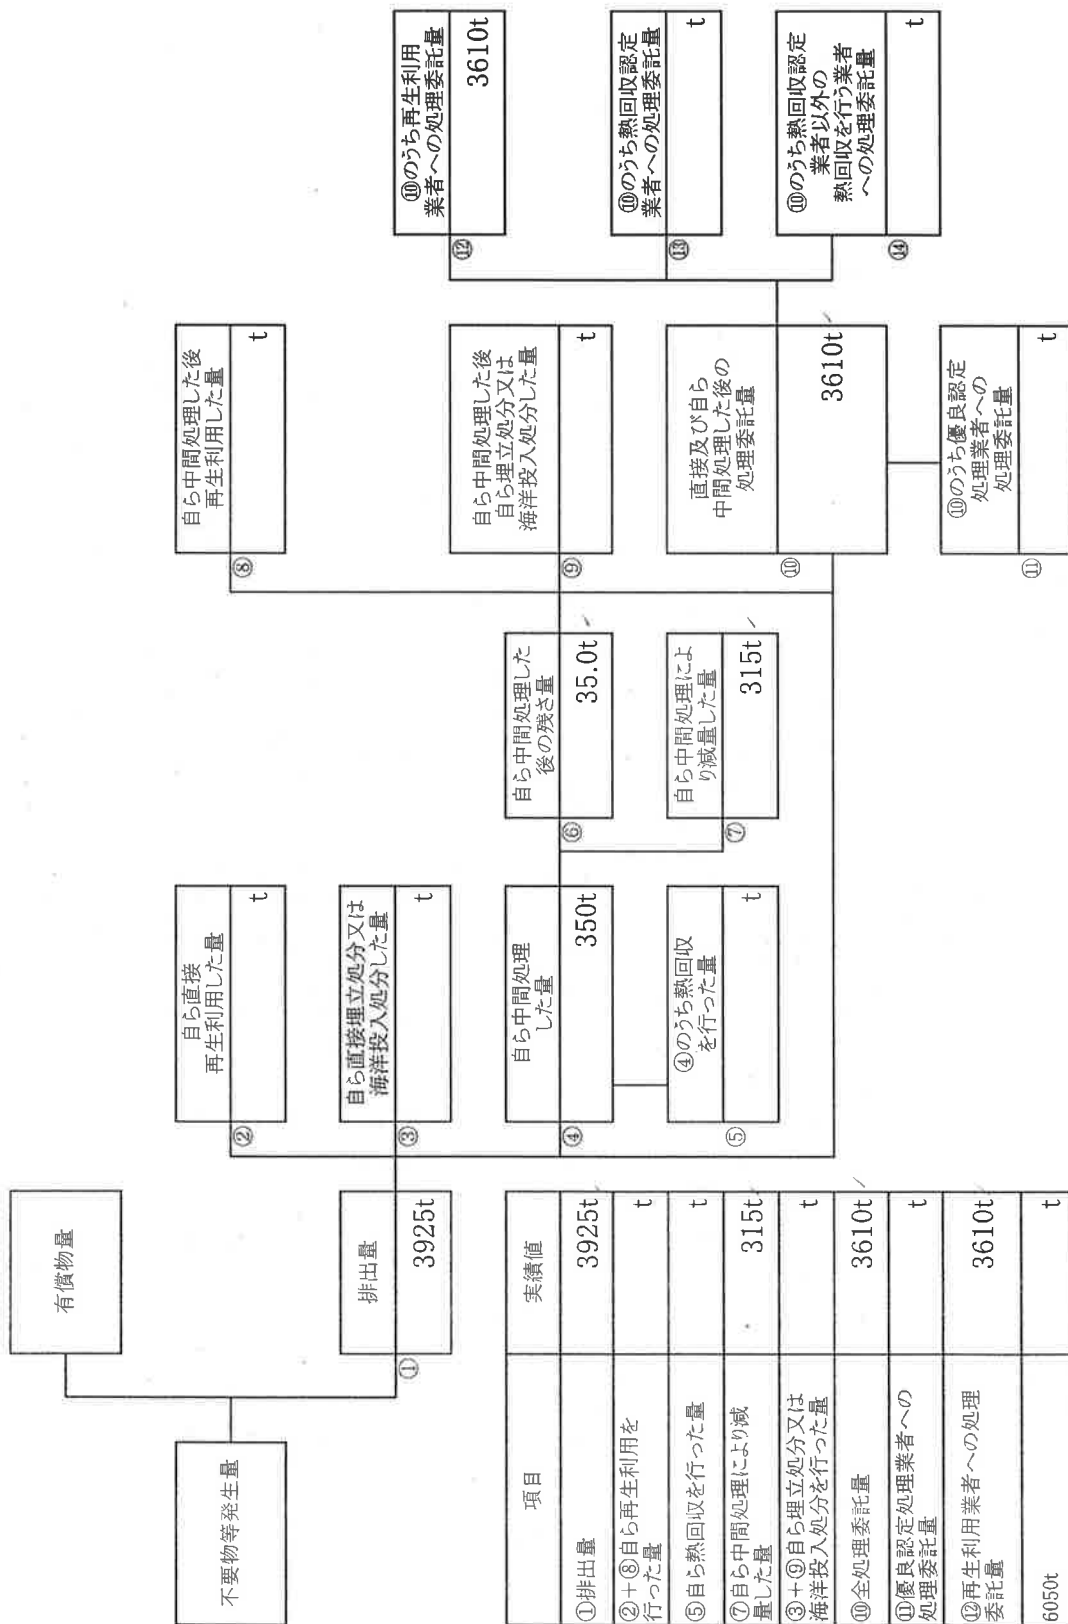 不要物等発生量
有償物量
①
排出量
3925t
②
自ら直接
再生利用した量
t
③
自ら直接埋立処分又は
海洋投入処分した量
t
④
自ら中間処理
した量
350t
⑤
④のうち熱回収
を行った量
t
⑥
自ら中間処理した
後の残さ量
35.0t
⑦
自ら中間処理によ
り減量した量
315t
⑧
自ら中間処理した後
再生利用した量
t
⑨
自ら中間処理した後
自ら埋立処分又は
海洋投入処分した量
t
⑩
直接及び自ら
中間処理した後の
処理委託量
3610t
⑪
⑩のうち優良認定
処理業者への
処理委託量
t
⑫
⑩のうち再生利用
業者への処理委託量
3610t
⑬
⑩のうち熱回収認定
業者への処理委託量
t
⑭
⑩のうち熱回収認定
業者以外の
熱回収を行う業者
への処理委託量
t
項目
実績値
①排出量
3925t
②+⑧自ら再生利用を
行った量
t
⑤自ら熱回収を行った量
t
⑦自ら中間処理により減
量した量
315t
③+⑨自ら埋立処分又は
海洋投入処分を行った量
t
⑩全処理委託量
3610t
⑪優良認定処理業者への
処理委託量
t
⑫再生利用業者への処理
委託量
3610t
6050t
t